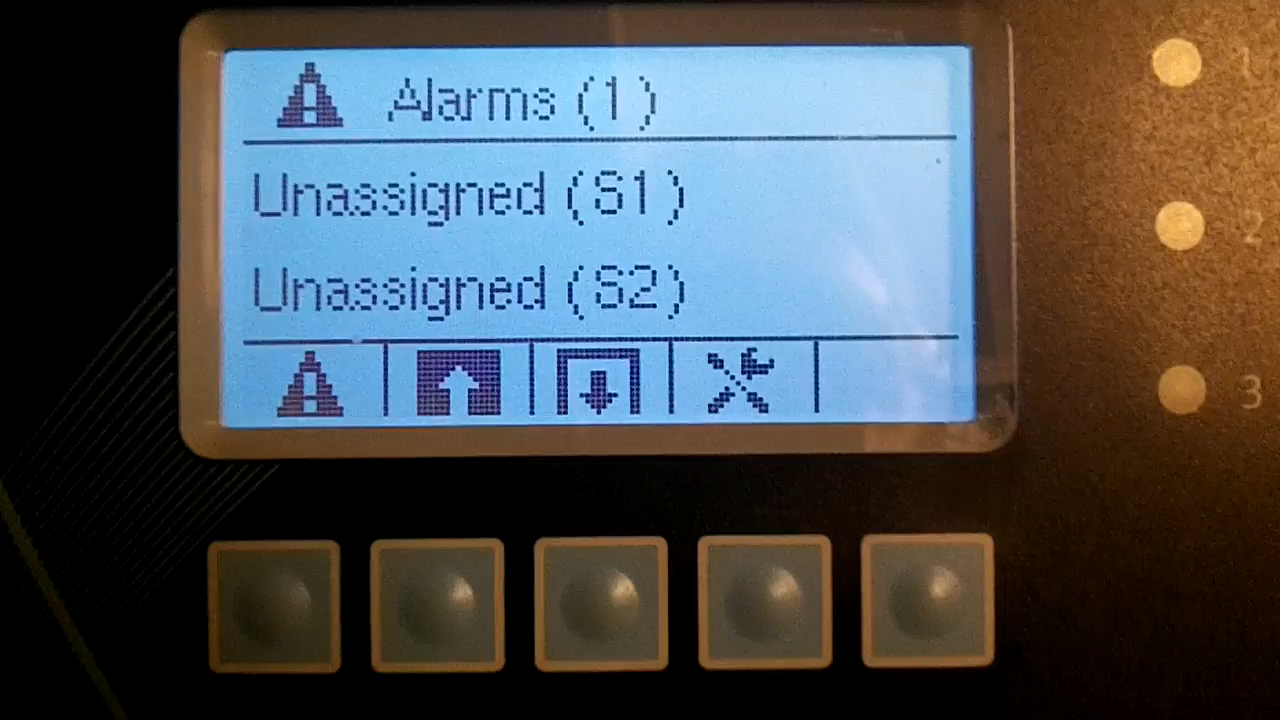 Alarms (1)
Unassigned (S1)
Unassigned (S2)
1
2
3